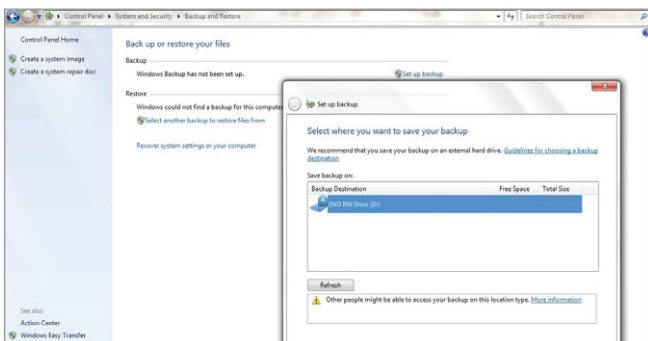 Control Panel ▸ System and Security ▸ Backup and Restore
Search Control Panel
Control Panel Home
Create a system image
Create a system repair disc
Back up or restore your files
Backup
Windows Backup has not been set up.
Set up backup
Restore
Windows could not find a backup for this computer
Select another backup to restore files from
Recover system settings or your computer
See also
Action Center
Windows Easy Transfer
Set up backup
Select where you want to save your backup
We recommend that you save your backup on an external hard drive. Guidelines for choosing a backup
destination
Save backup on:
Backup Destination Free Space Total Size
DVD RW Drive (D:)
Refresh
Other people might be able to access your backup on this location type. More information